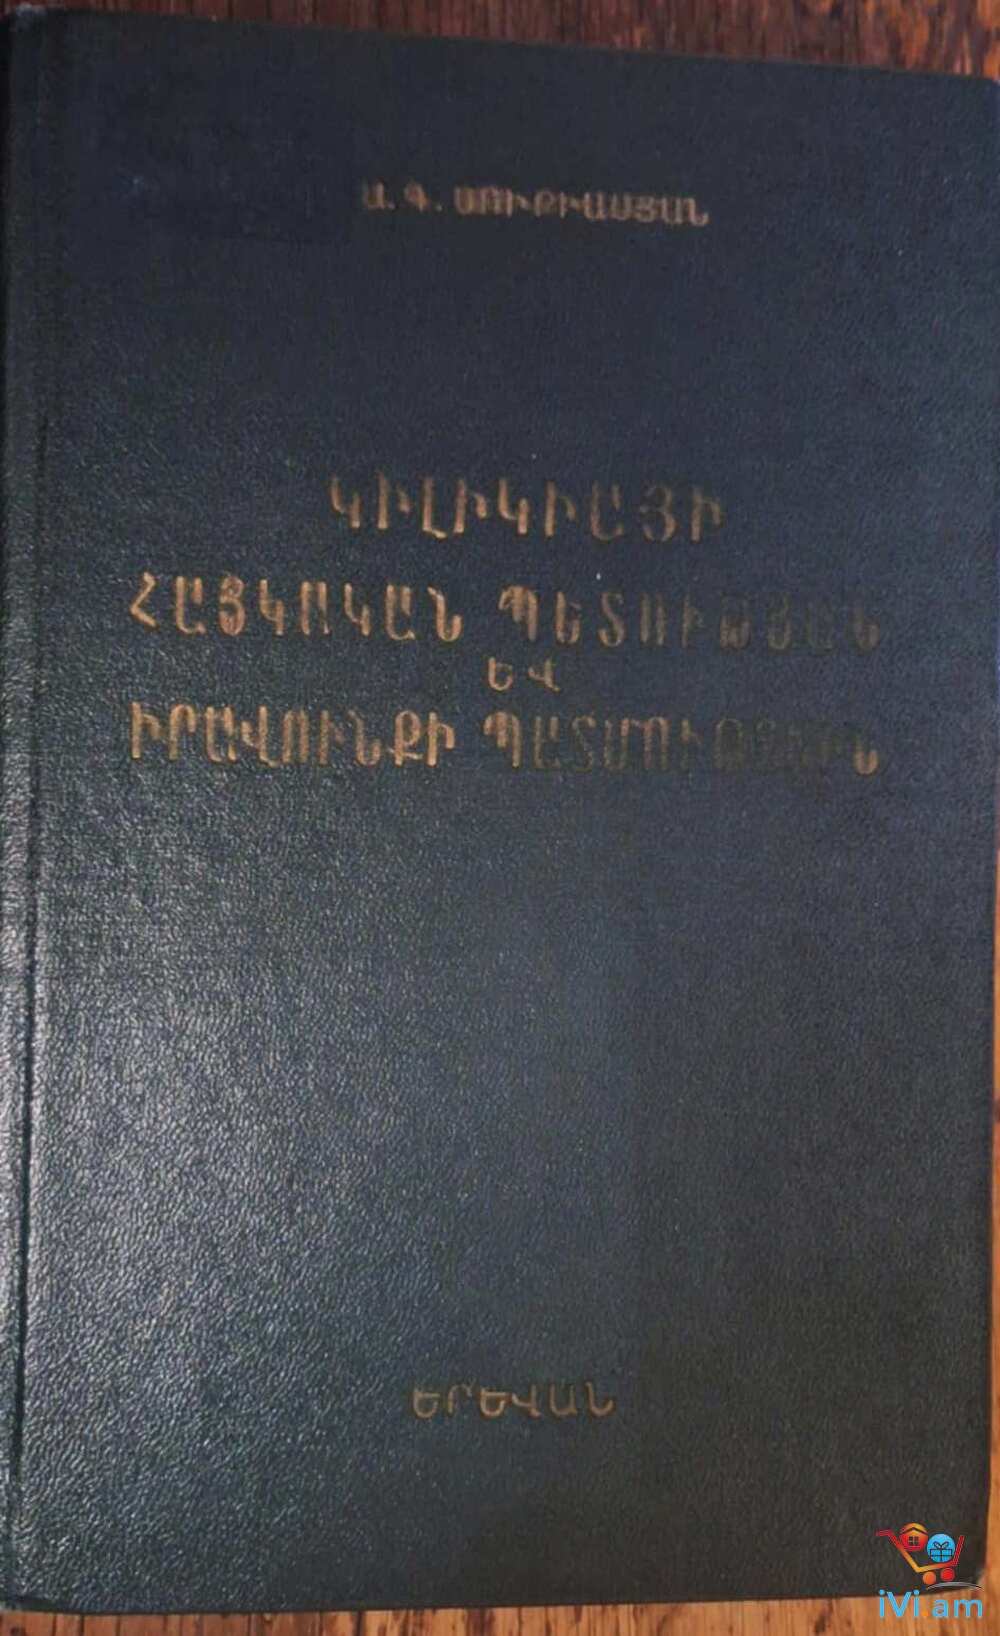 Ա. Գ. ՍՈՒՔԻԱՍՅԱՆ
ԿԻԼԻԿԻԱՅԻ
ՀԱՅԿԱԿԱՆ ՊԵՏՈՒԹՅԱՆ
ԵՎ
ԻՐԱՎՈՒՆՔԻ ՊԱՏՄՈՒԹՅՈՒՆ
ԵՐԵՎԱՆ
iVi.am